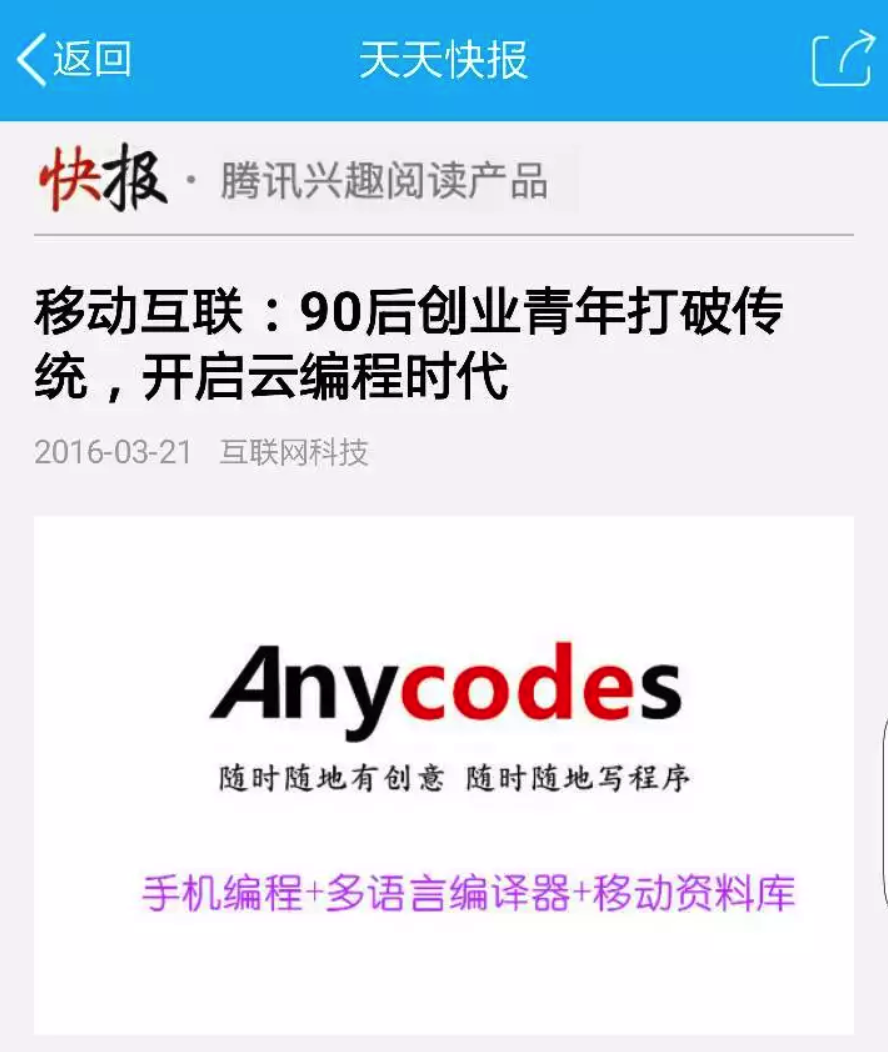 返回 天天快报
快报 · 腾讯兴趣阅读产品
移动互联：90后创业青年打破传
统，开启云编程时代
2016-03-21 互联网科技
Anycodes
随时随地有创意 随时随地写程序
手机编程+多语言编译器+移动资料库